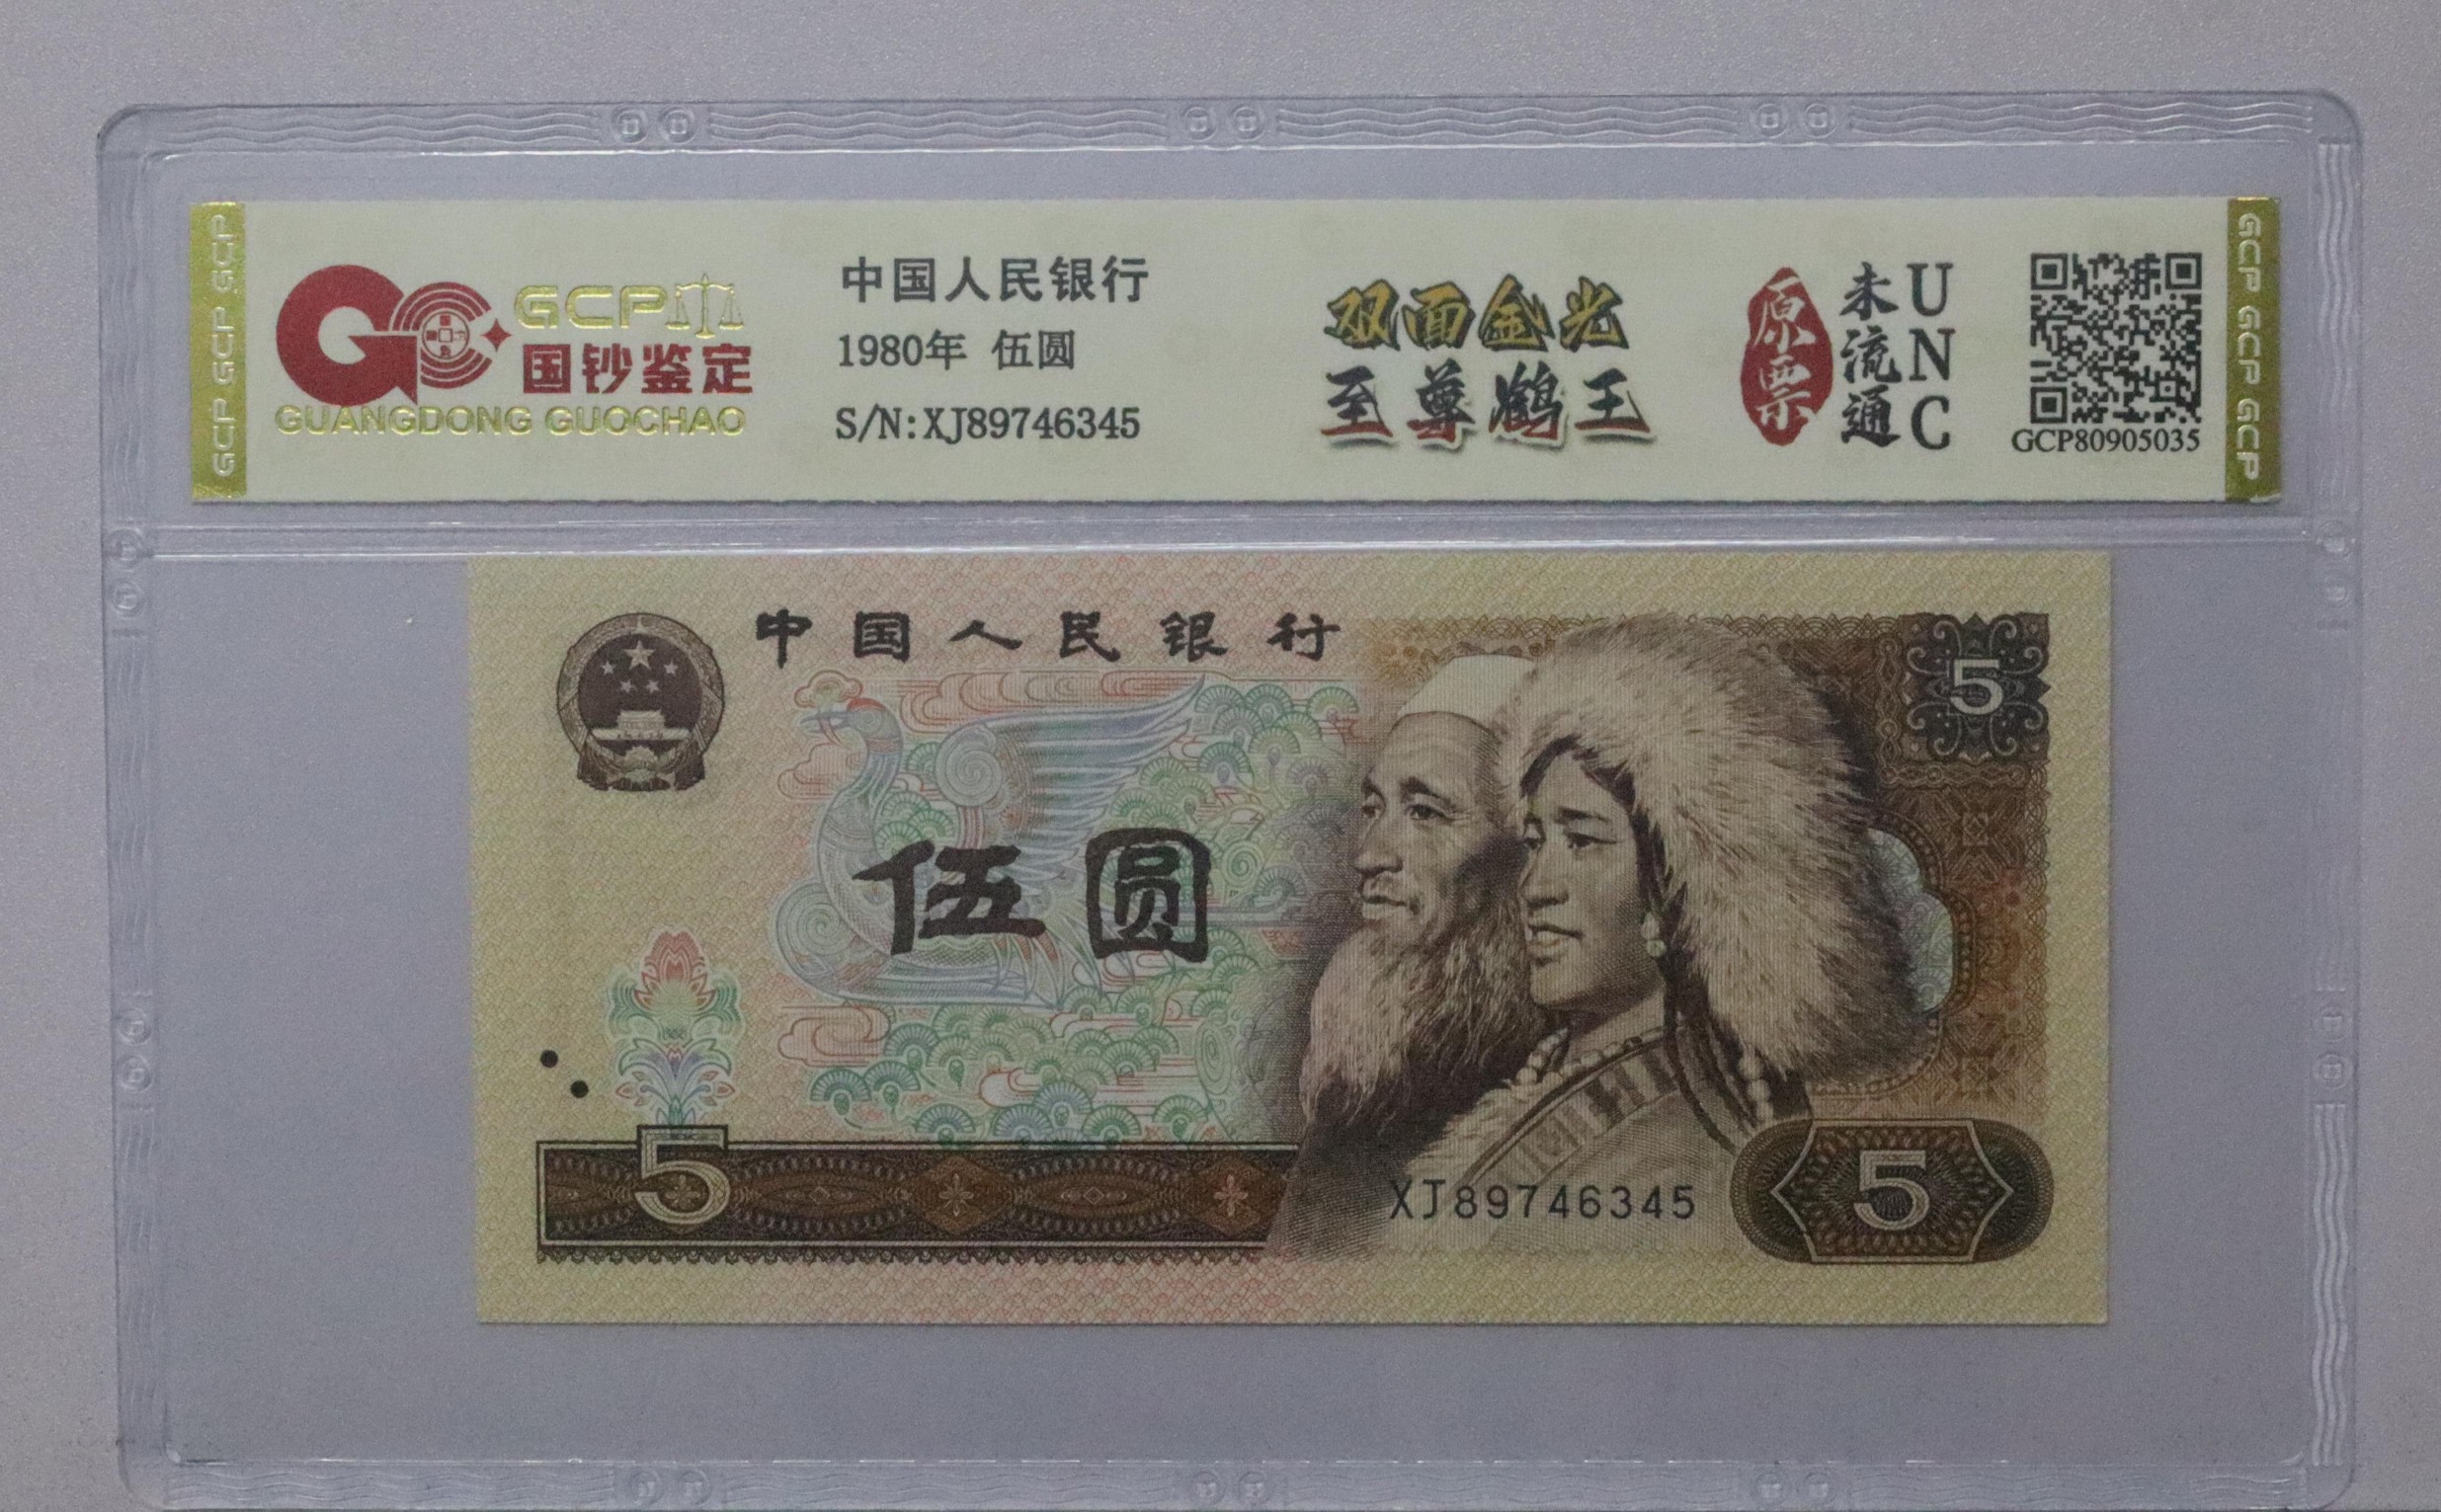 GCP GCP GCP
GCP
国钞鉴定
GUANGDONG GUOCHAO
中国人民银行
1980年 伍圆
S/N:XJ89746345
双面金光
至尊鹤王
原票
未流通
UNC
GCP80905035
GCP GCP GCP
中国人民银行
5
伍圆
5
XJ89746345
5